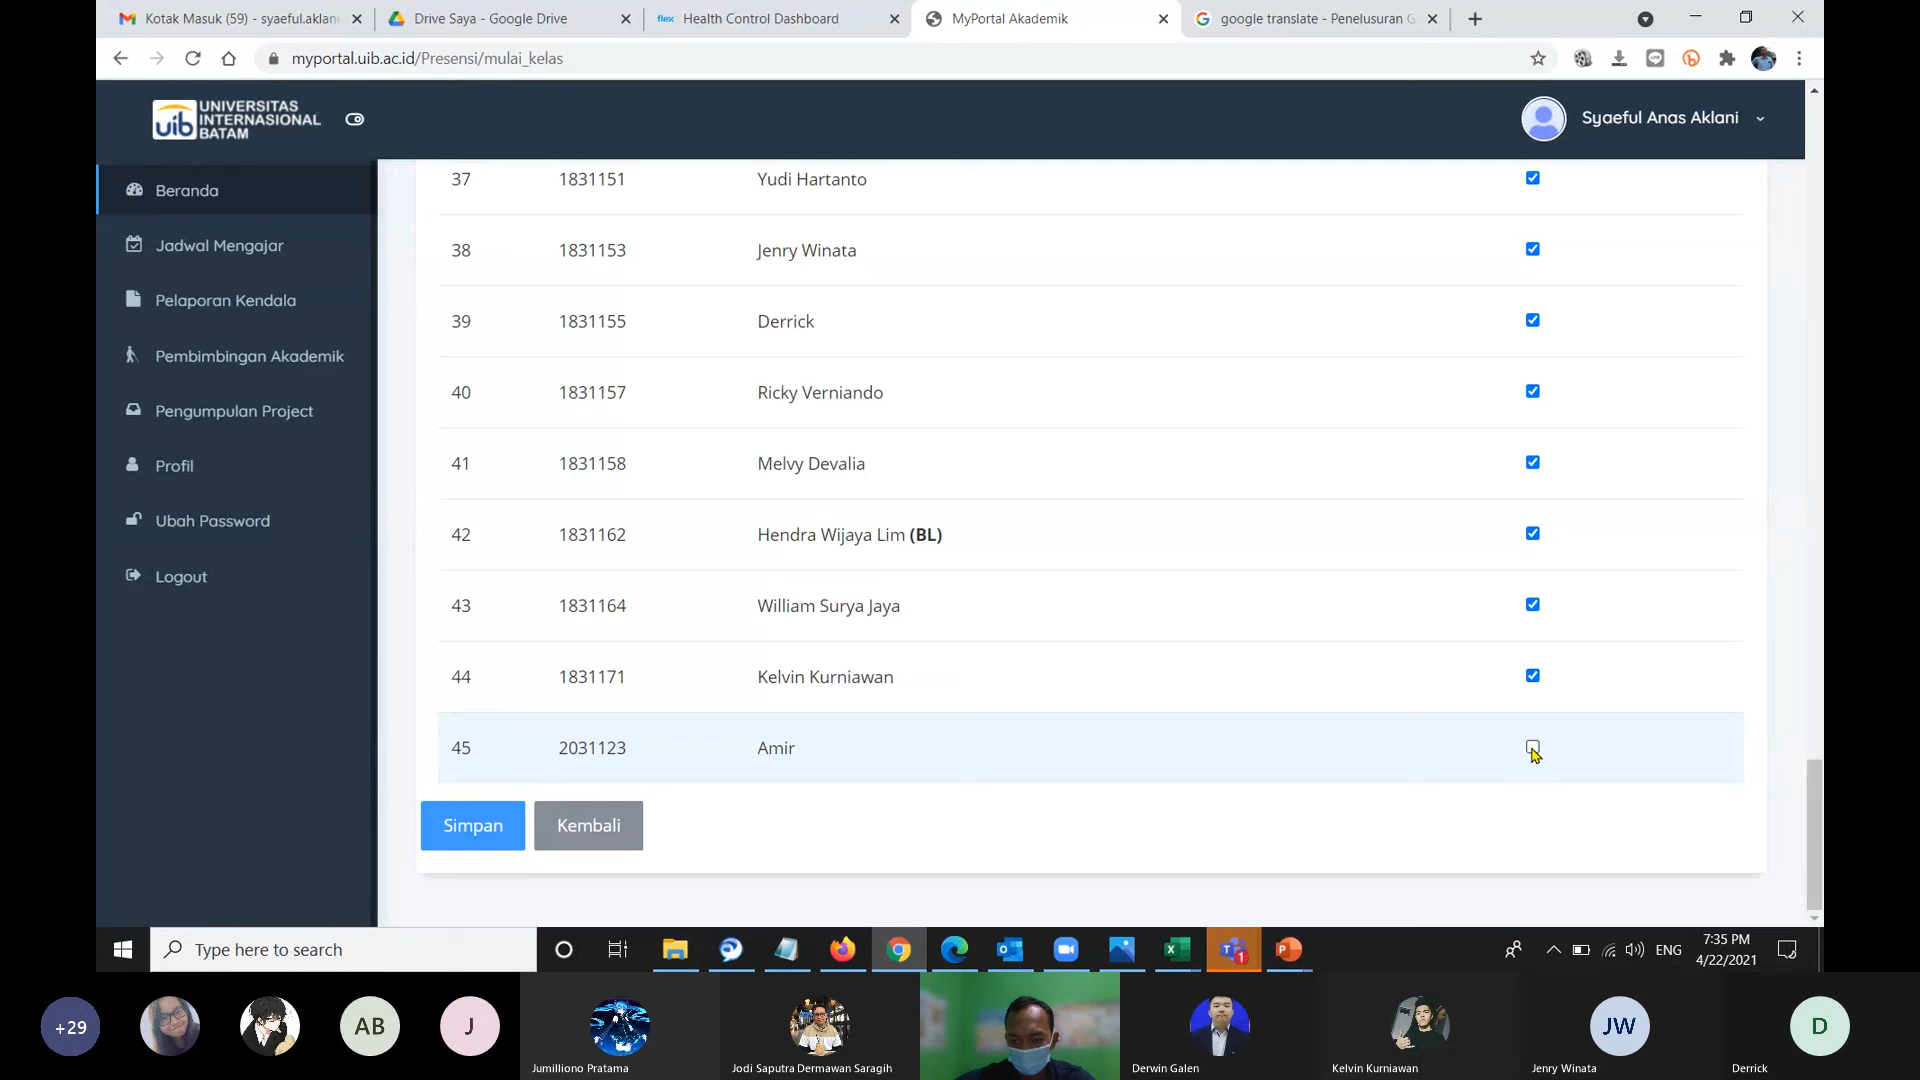 Kotak Masuk (59) - syaeful.aklan
Drive Saya - Google Drive
flex Health Control Dashboard
MyPortal Akademik
google translate - Penelusuran G
myportal.uib.ac.id/Presensi/mulai_kelas
uib UNIVERSITAS INTERNASIONAL BATAM
Syaeful Anas Aklani
Beranda
Jadwal Mengajar
Pelaporan Kendala
Pembimbingan Akademik
Pengumpulan Project
Profil
Ubah Password
Logout
37 1831151 Yudi Hartanto
38 1831153 Jenry Winata
39 1831155 Derrick
40 1831157 Ricky Verniando
41 1831158 Melvy Devalia
42 1831162 Hendra Wijaya Lim (BL)
43 1831164 William Surya Jaya
44 1831171 Kelvin Kurniawan
45 2031123 Amir
Simpan Kembali
Type here to search
1
ENG
7:35 PM
4/22/2021
+29
AB
J
JW
D
Jumilliono Pratama
Jodi Saputra Dermawan Saragih
Derwin Galen
Kelvin Kurniawan
Jenry Winata
Derrick